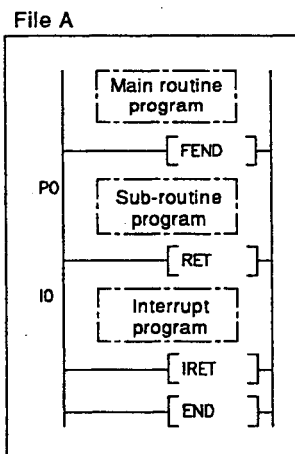 File A
Main routine
program
FEND
P0
Sub-routine
program
RET
I0
Interrupt
program
IRET
END